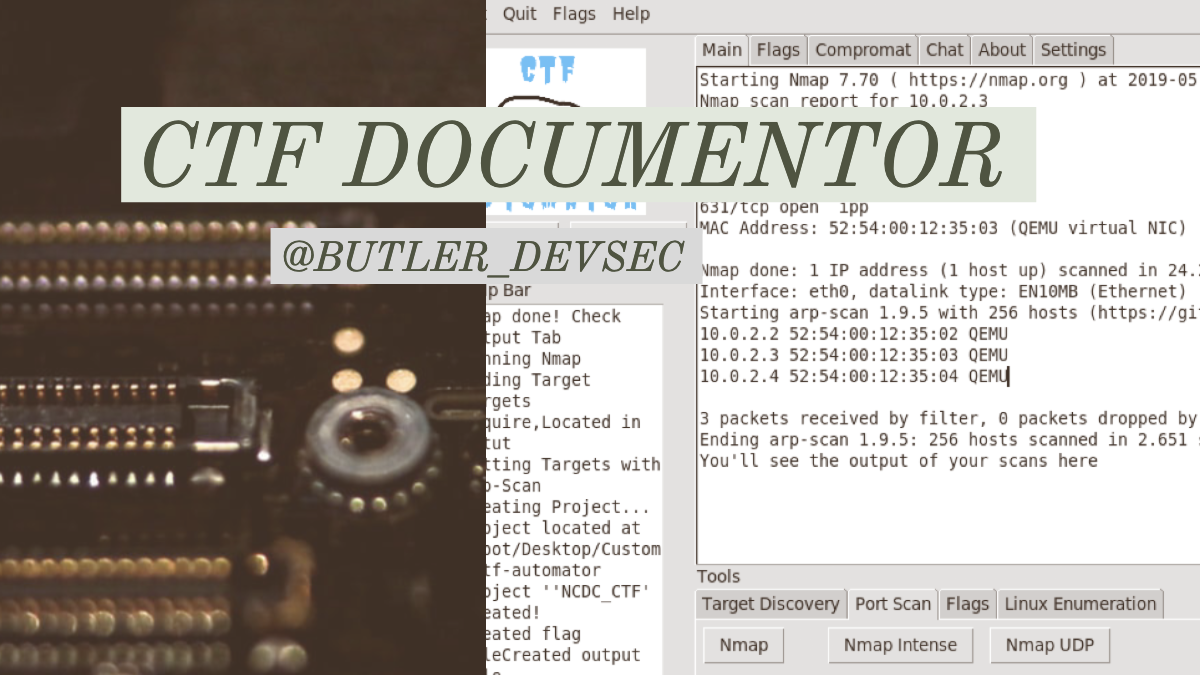 Quit Flags Help
Main Flags Compromat Chat About Settings
CTF
Starting Nmap 7.70 ( https://nmap.org ) at 2019-05
Nmap scan report for 10.0.2.3
CTF DOCUMENTOR
631/tcp open ipp
MAC Address: 52:54:00:12:35:03 (QEMU virtual NIC)
@BUTLER_DEVSEC
Nmap done: 1 IP address (1 host up) scanned in 24.
Interface: eth0, datalink type: EN10MB (Ethernet)
Starting arp-scan 1.9.5 with 256 hosts (https://gi
10.0.2.2 52:54:00:12:35:02 QEMU
10.0.2.3 52:54:00:12:35:03 QEMU
10.0.2.4 52:54:00:12:35:04 QEMU
3 packets received by filter, 0 packets dropped by
Ending arp-scan 1.9.5: 256 hosts scanned in 2.651
You'll see the output of your scans here
p Bar
ap done! Check
tput Tab
nning Nmap
ding Target
rgets
quire,Located in
tut
tting Targets with
p-Scan
eating Project...
oject located at
oot/Desktop/Custom
tf-automator
oject ''NCDC_CTF'
eated!
eated flag
leCreated output
Tools
Target Discovery Port Scan Flags Linux Enumeration
Nmap Nmap Intense Nmap UDP